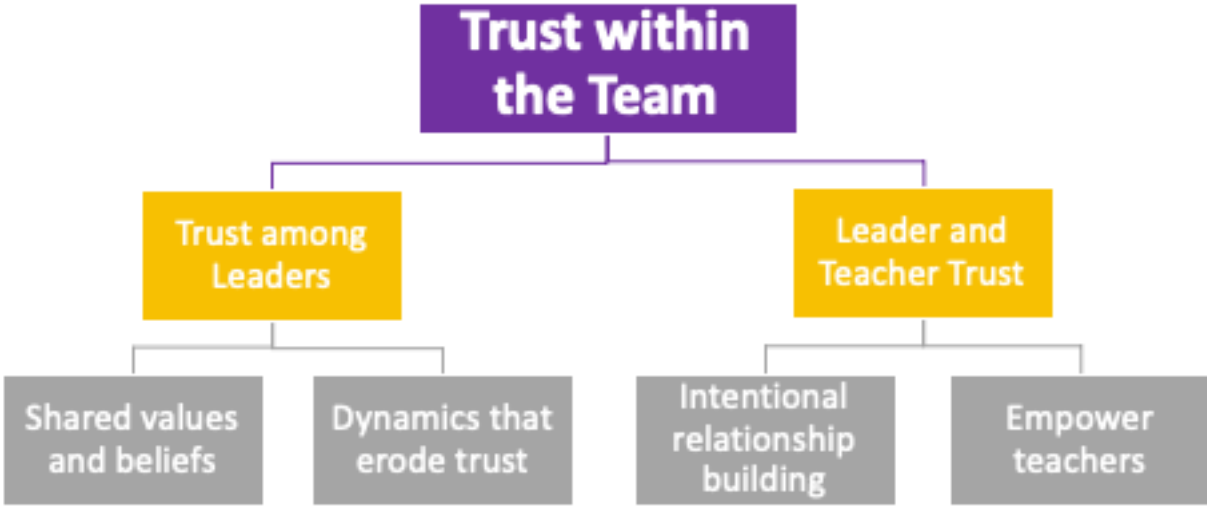 Trust within
the Team
Trust among
Leaders
Leader and
Teacher Trust
Shared values
and beliefs
Dynamics that
erode trust
Intentional
relationship
building
Empower
teachers